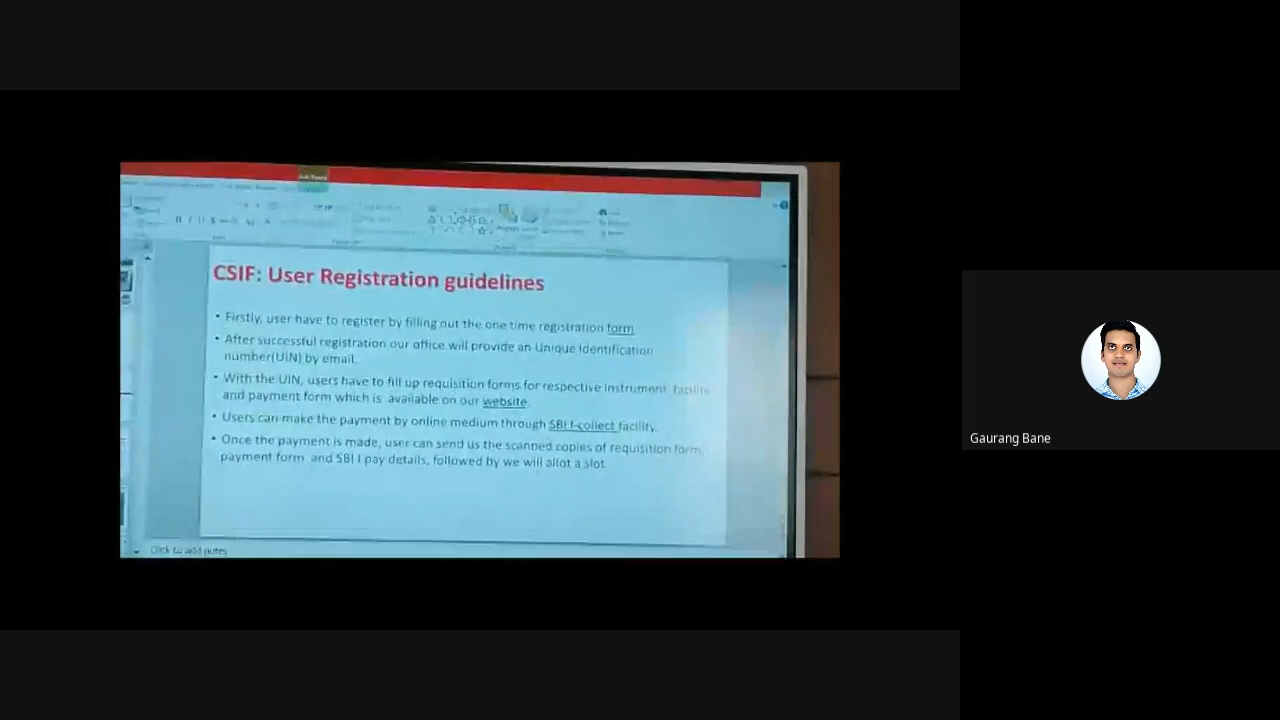 CSIF: User Registration guidelines
• Firstly, user have to register by filling out the one time registration form
• After successful registration our office will provide an Unique Identification
number(UIN) by email.
• With the UIN, users have to fill up requisition forms for respective instrument facility
and payment form which is available on our website.
• Users can make the payment by online medium through SBI I-collect facility.
• Once the payment is made, user can send us the scanned copies of requisition form,
payment form and SBI I pay details, followed by we will allot a slot.
Click to add notes
Gaurang Bane